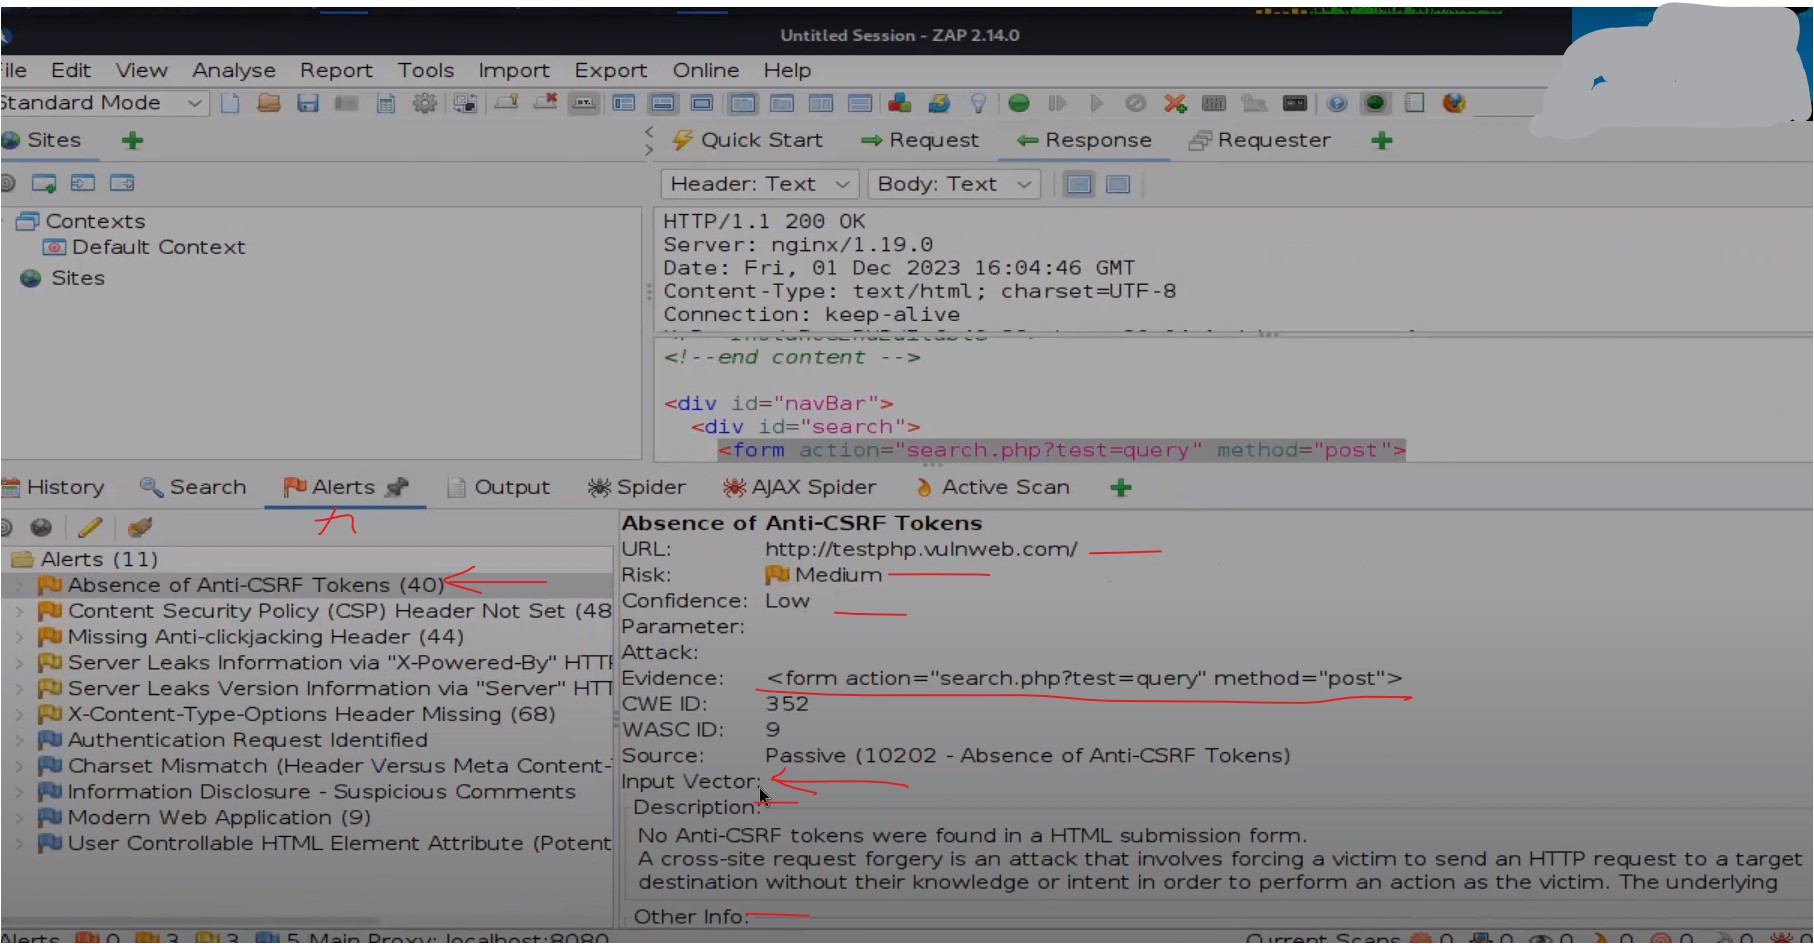 Untitled Session - ZAP 2.14.0
ile Edit View Analyse Report Tools Import Export Online Help
Standard Mode
Sites
Quick Start Request Response Requester
Header: Text Body: Text
Contexts
Default Context
Sites
HTTP/1.1 200 OK
Server: nginx/1.19.0
Date: Fri, 01 Dec 2023 16:04:46 GMT
Content-Type: text/html; charset=UTF-8
Connection: keep-alive
<!--end content -->
<div id="navBar">
<div id="search">
<form action="search.php?test=query" method="post">
History Search Alerts Output Spider AJAX Spider Active Scan
Alerts (11)
Absence of Anti-CSRF Tokens (40)
Content Security Policy (CSP) Header Not Set (48
Missing Anti-clickjacking Header (44)
Server Leaks Information via "X-Powered-By" HTTP
Server Leaks Version Information via "Server" HTT
X-Content-Type-Options Header Missing (68)
Authentication Request Identified
Charset Mismatch (Header Versus Meta Content-
Information Disclosure - Suspicious Comments
Modern Web Application (9)
User Controllable HTML Element Attribute (Potent
Absence of Anti-CSRF Tokens
URL: http://testphp.vulnweb.com/
Risk: Medium
Confidence: Low
Parameter:
Attack:
Evidence: <form action="search.php?test=query" method="post">
CWE ID: 352
WASC ID: 9
Source: Passive (10202 - Absence of Anti-CSRF Tokens)
Input Vector:
Description:
No Anti-CSRF tokens were found in a HTML submission form.
A cross-site request forgery is an attack that involves forcing a victim to send an HTTP request to a target
destination without their knowledge or intent in order to perform an action as the victim. The underlying
Other Info:
Alerts 0 3 3 5 Main Proxy: localhost:8080
Current Scans 0 0 0 0 0 0